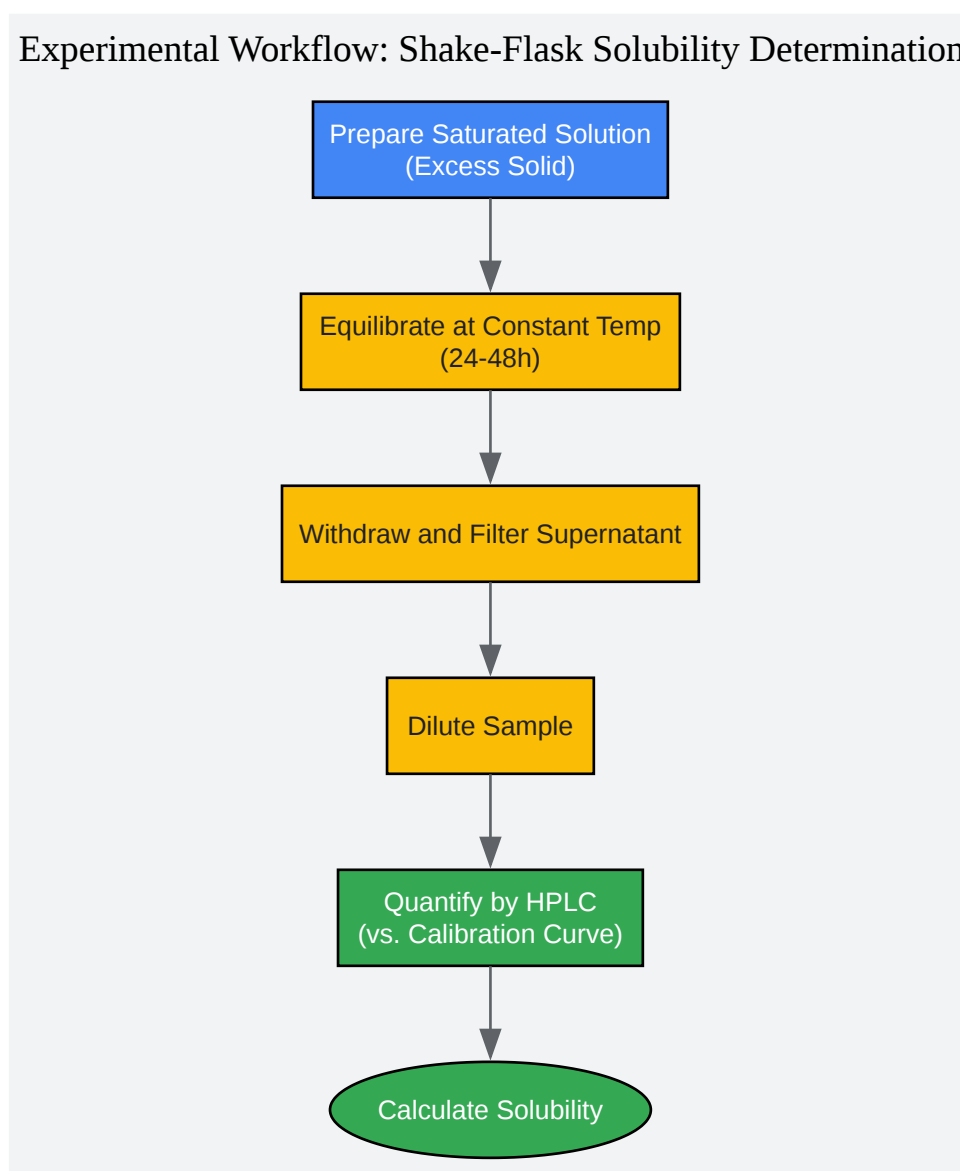 Experimental Workflow: Shake-Flask Solubility Determination
Prepare Saturated Solution
(Excess Solid)
Equilibrate at Constant Temp
(24-48h)
Withdraw and Filter Supernatant
Dilute Sample
Quantify by HPLC
(vs. Calibration Curve)
Calculate Solubility